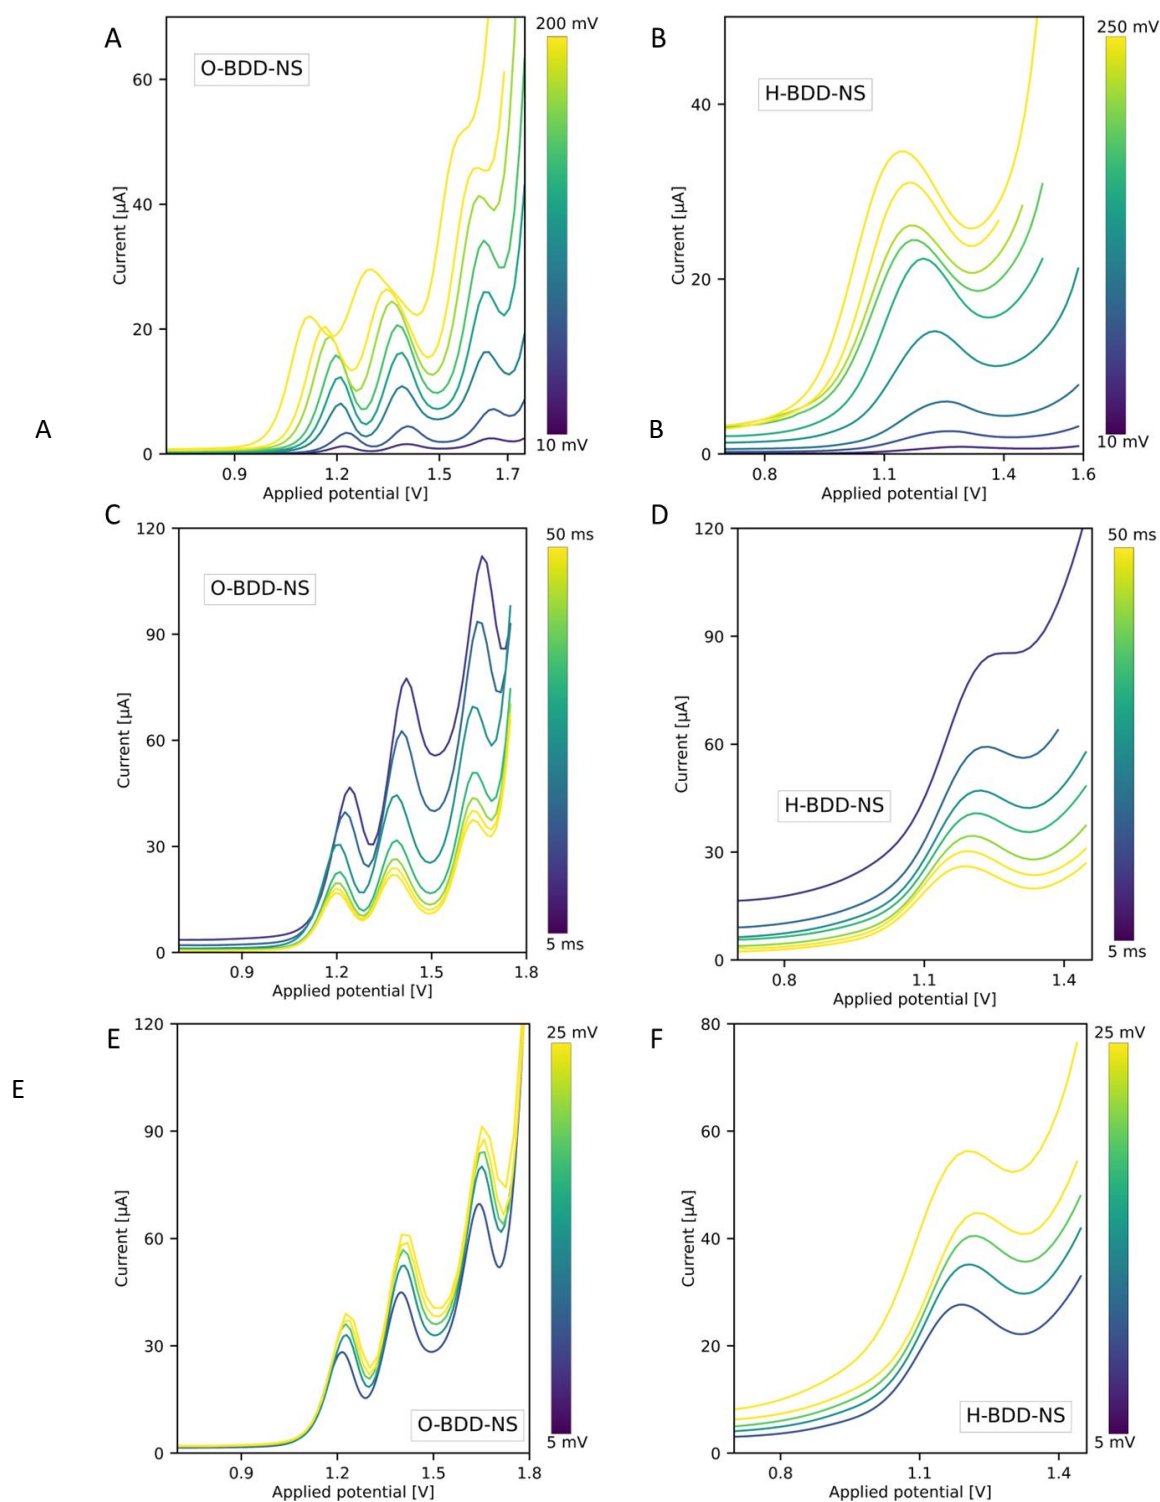 A
200 mV
B
250 mV
O-BDD-NS
H-BDD-NS
60
40
20
0
Current [µA]
40
20
0
Current [µA]
A
B
10 mV
10 mV
0.9
1.2
1.5
1.7
0.8
1.1
1.4
1.6
Applied potential [V]
Applied potential [V]
C
50 ms
D
50 ms
O-BDD-NS
H-BDD-NS
120
90
60
30
0
Current [µA]
120
90
60
30
0
Current [µA]
5 ms
5 ms
0.9
1.2
1.5
1.8
0.8
1.1
1.4
Applied potential [V]
Applied potential [V]
E
25 mV
F
25 mV
E
120
90
60
30
0
Current [µA]
80
60
40
20
0
Current [µA]
O-BDD-NS
H-BDD-NS
5 mV
5 mV
0.9
1.2
1.5
1.8
0.8
1.1
1.4
Applied potential [V]
Applied potential [V]